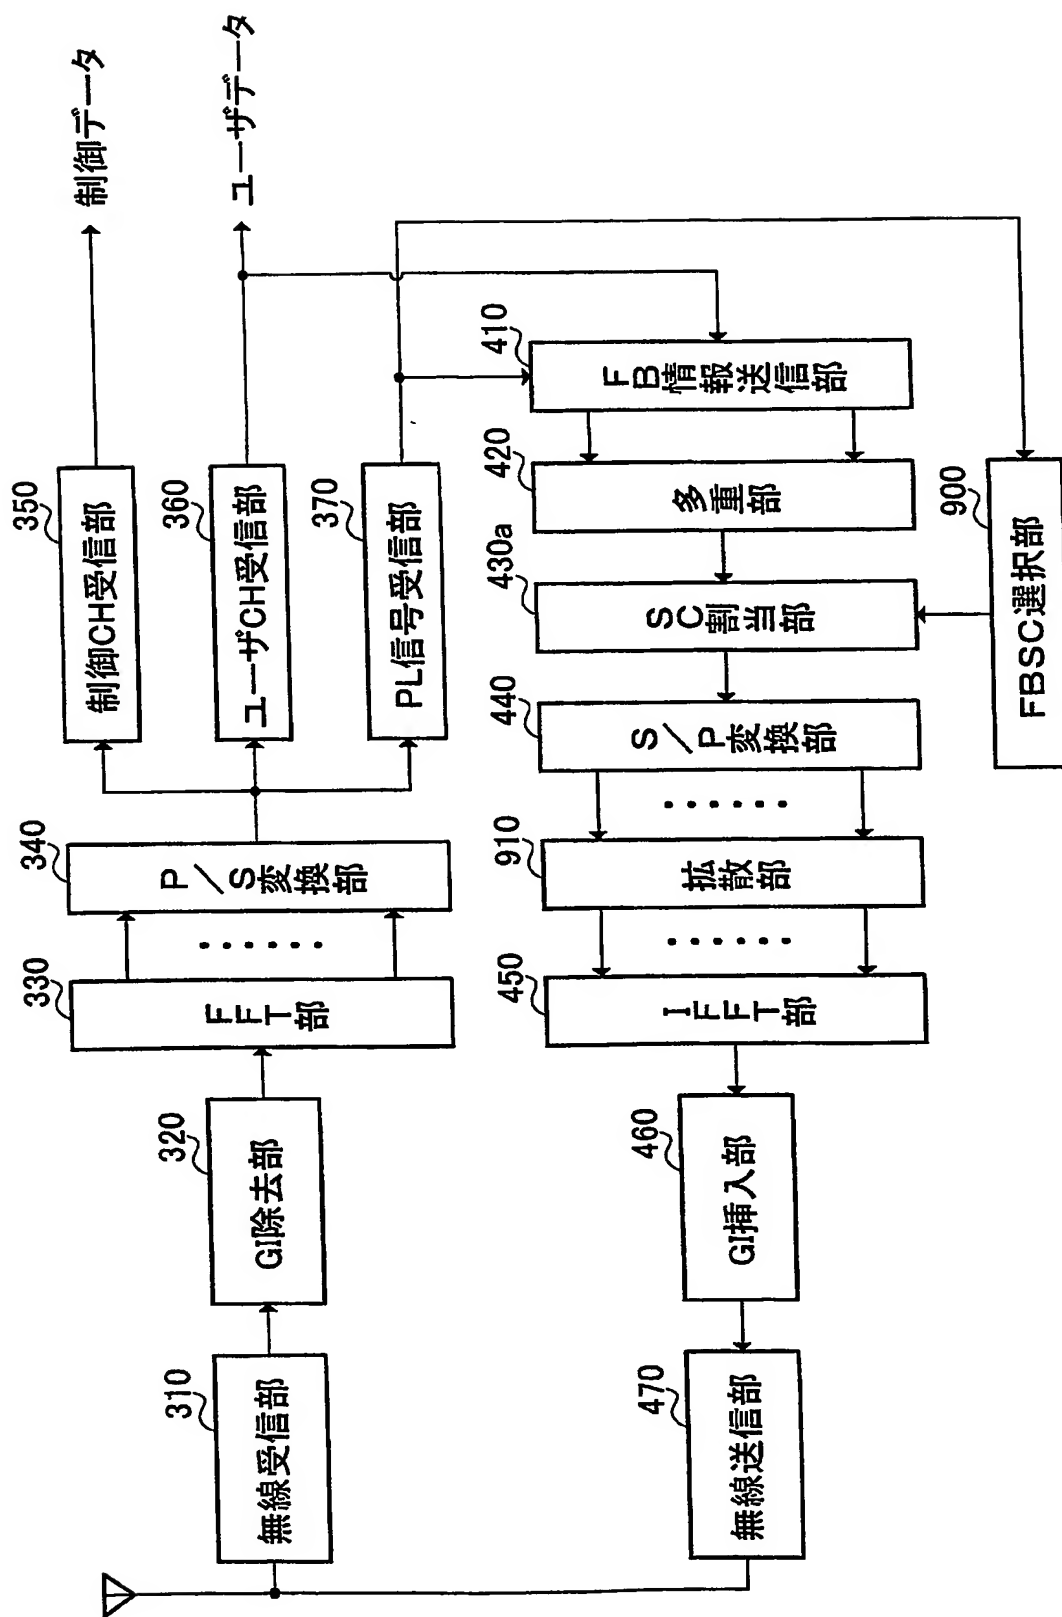 310
無線受信部
320
GI除去部
330
FFT部
340
P/S変換部
350
制御CH受信部
制御データ
360
ユーザCH受信部
ユーザデータ
370
PL信号受信部
410
FB情報送信部
420
多重部
430a
SC割当部
900
FBSC選択部
440
S/P変換部
910
拡散部
450
IFFT部
460
GI挿入部
470
無線送信部